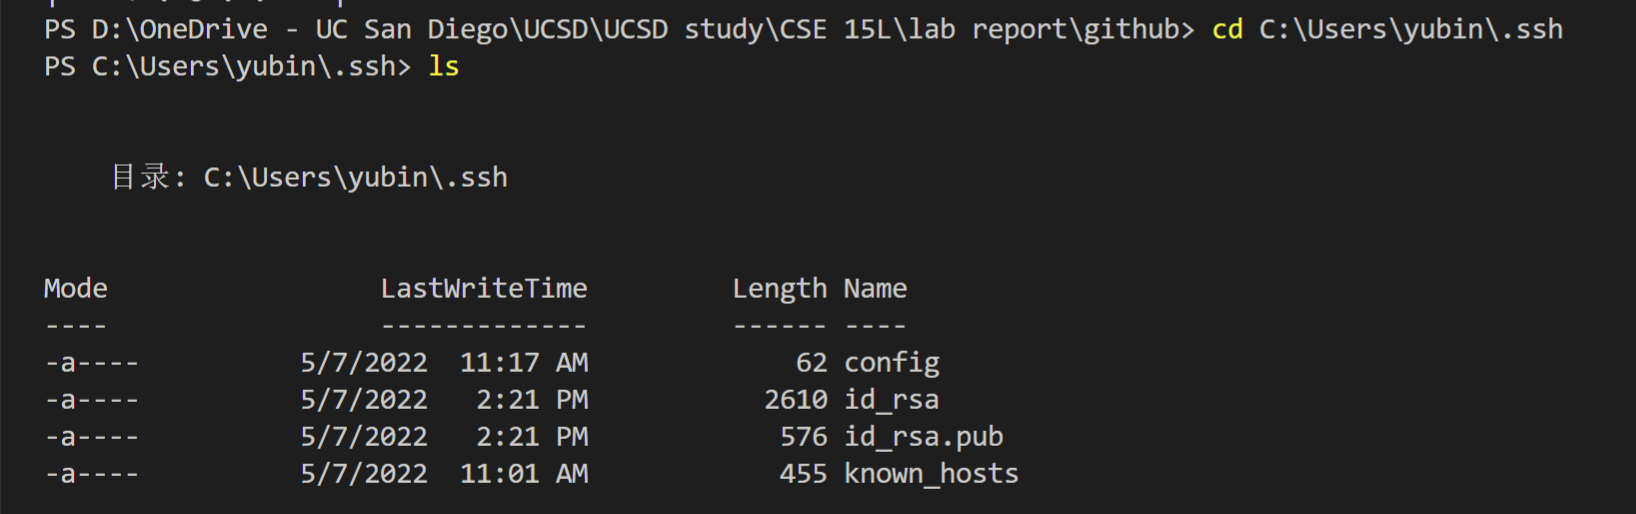 PS D:\OneDrive - UC San Diego\UCSD\UCSD study\CSE 15L\lab report\github> cd C:\Users\yubin\.ssh
PS C:\Users\yubin\.ssh> ls
目录: C:\Users\yubin\.ssh
Mode LastWriteTime Length Name
---- ------------- ------ ----
-a---- 5/7/2022 11:17 AM 62 config
-a---- 5/7/2022 2:21 PM 2610 id_rsa
-a---- 5/7/2022 2:21 PM 576 id_rsa.pub
-a---- 5/7/2022 11:01 AM 455 known_hosts